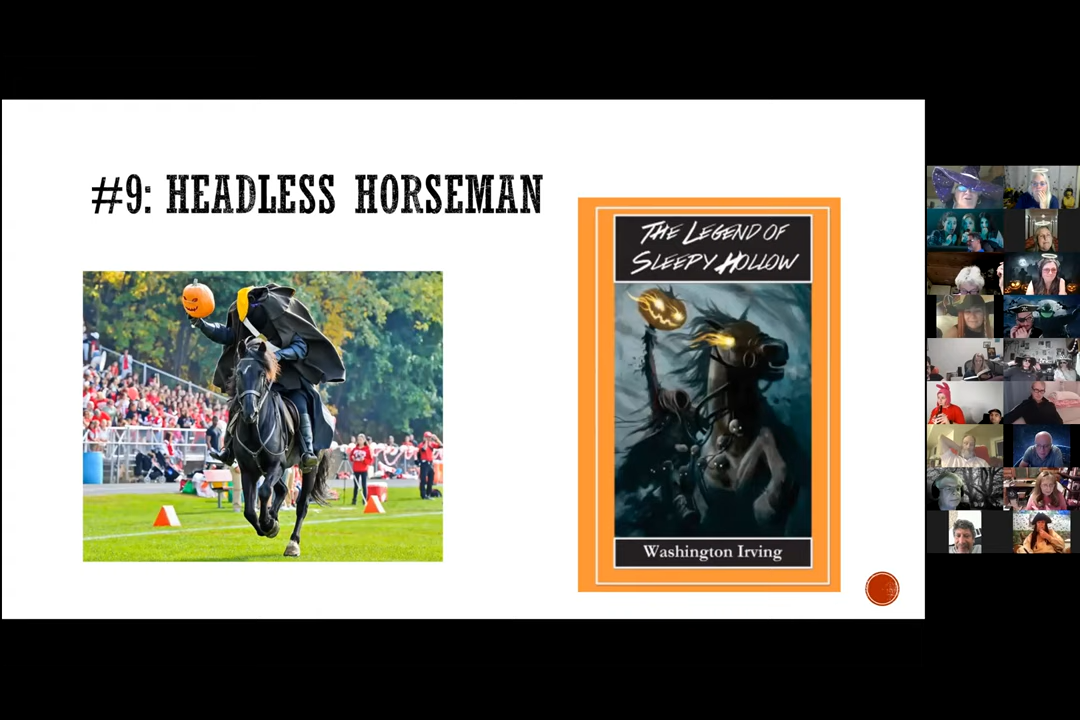 #9: HEADLESS HORSEMAN
THE LEGEND OF
SLEEPY HOLLOW
Washington Irving